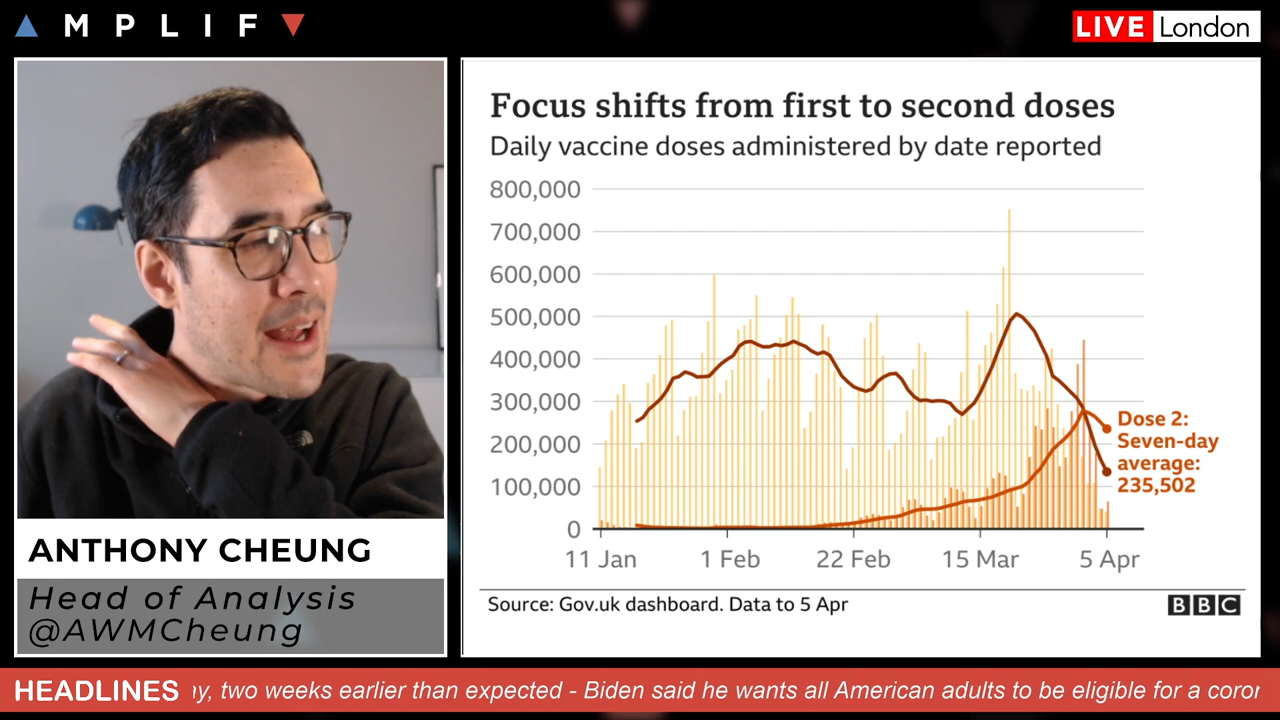 MPLIF
LIVE London
Focus shifts from first to second doses
Daily vaccine doses administered by date reported
800,000
700,000
600,000
500,000
400,000
300,000
200,000
100,000
0
11 Jan 1 Feb 22 Feb 15 Mar 5 Apr
Dose 2:
Seven-day
average:
235,502
Source: Gov.uk dashboard. Data to 5 Apr
BBC
ANTHONY CHEUNG
Head of Analysis
@AWMCheung
HEADLINES two weeks earlier than expected - Biden said he wants all American adults to be eligible for a